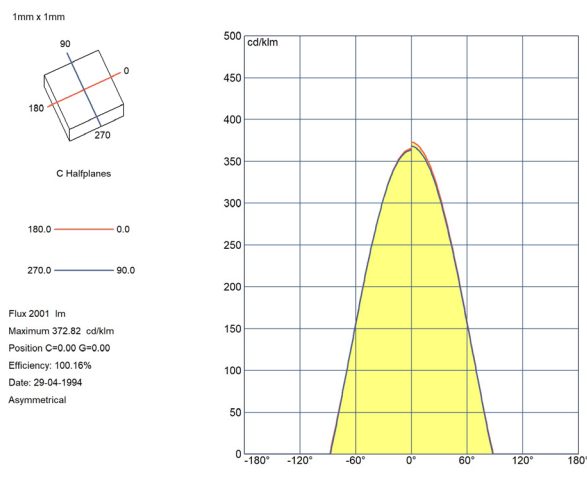 1mm x 1mm
90
0
180
270
C Halfplanes
180.0 0.0
270.0 90.0
Flux 2001 lm
Maximum 372.82 cd/klm
Position C=0.00 G=0.00
Efficiency: 100.16%
Date: 29-04-1994
Asymmetrical
cd/klm
500
450
400
350
300
250
200
150
100
50
0
-180° -120° -60° 0° 60° 120° 180°